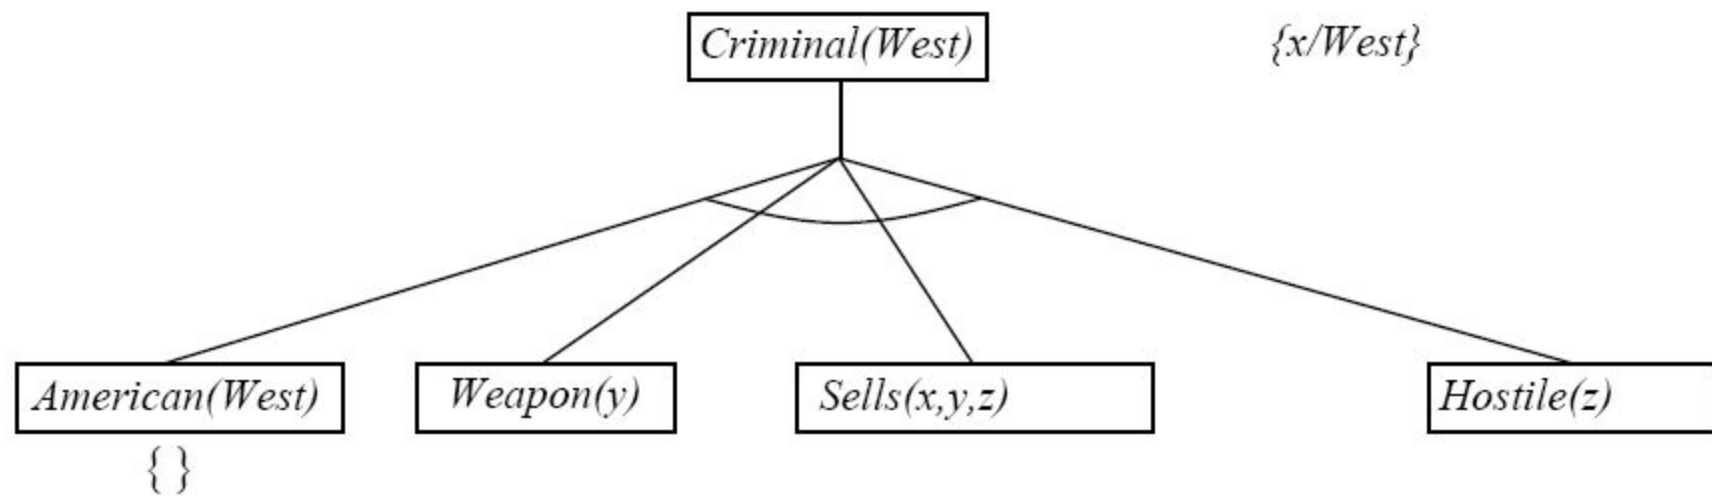 Criminal(West)
{x/West}
American(West)
Weapon(y)
Sells(x,y,z)
Hostile(z)
{ }